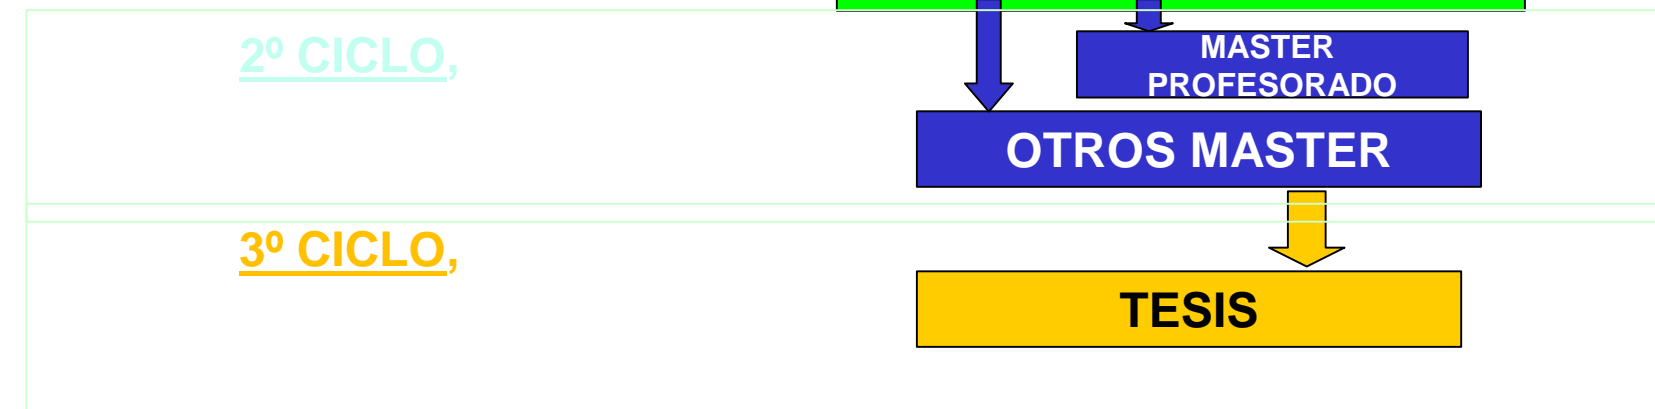 2º CICLO,
MASTER
PROFESORADO
OTROS MASTER
3º CICLO,
TESIS